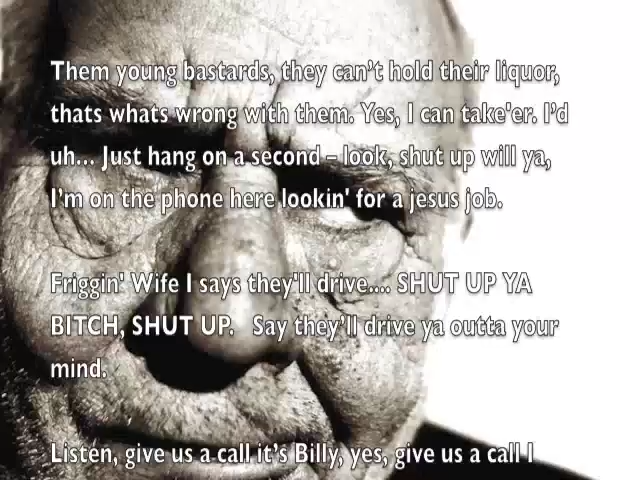 Them young bastards, they can't hold their liquor,
thats whats wrong with them. Yes, I can take'er. I'd
uh... Just hang on a second – look, shut up will ya,
I'm on the phone here lookin' for a jesus job.
Friggin' Wife I says they'll drive.... SHUT UP YA
BITCH, SHUT UP. Say they'll drive ya outta your
mind.
Listen, give us a call it's Billy, yes, give us a call I